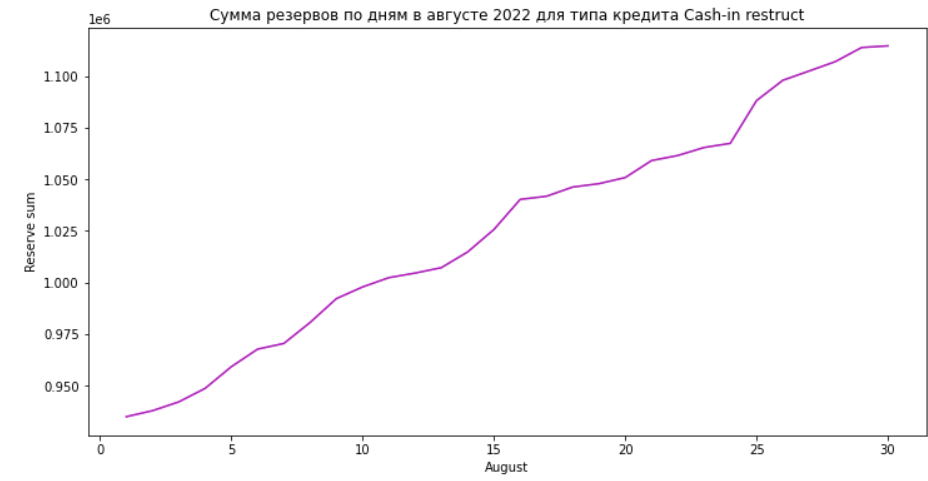 Сумма резервов по дням в августе 2022 для типа кредита Cash-in restruct
1e6
1.100
1.075
1.050
1.025
1.000
0.975
0.950
Reserve sum
0 5 10 15 20 25 30
August